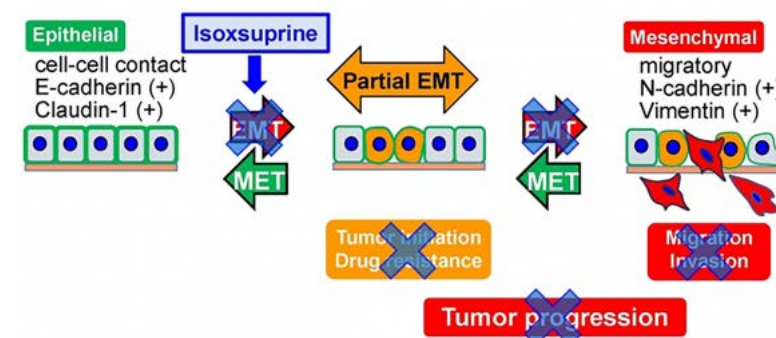 Epithelial
cell-cell contact
E-cadherin (+)
Claudin-1 (+)
Isoxsuprine
EMT
MET
Partial EMT
EMT
MET
Mesenchymal
migratory
N-cadherin (+)
Vimentin (+)
Tumor initiation
Drug resistance
Migration
Invasion
Tumor progression